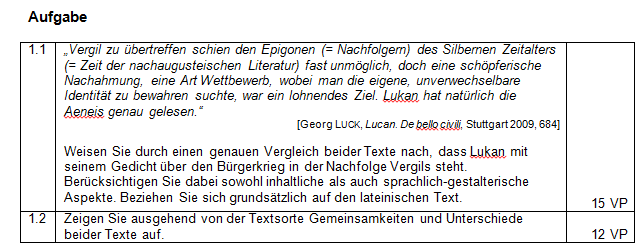 Aufgabe
1.1 „Vergil zu übertreffen schien den Epigonen (= Nachfolgern) des Silbernen Zeitalters
(= Zeit der nachaugusteischen Literatur) fast unmöglich, doch eine schöpferische
Nachahmung, eine Art Wettbewerb, wobei man die eigene, unverwechselbare
Identität zu bewahren suchte, war ein lohnendes Ziel. Lukan hat natürlich die
Aeneis genau gelesen.“
[Georg LUCK, Lucan. De bello civili, Stuttgart 2009, 684]
Weisen Sie durch einen genauen Vergleich beider Texte nach, dass Lukan mit
seinem Gedicht über den Bürgerkrieg in der Nachfolge Vergils steht.
Berücksichtigen Sie dabei sowohl inhaltliche als auch sprachlich-gestalterische
Aspekte. Beziehen Sie sich grundsätzlich auf den lateinischen Text.
15 VP
1.2 Zeigen Sie ausgehend von der Textsorte Gemeinsamkeiten und Unterschiede
beider Texte auf.
12 VP